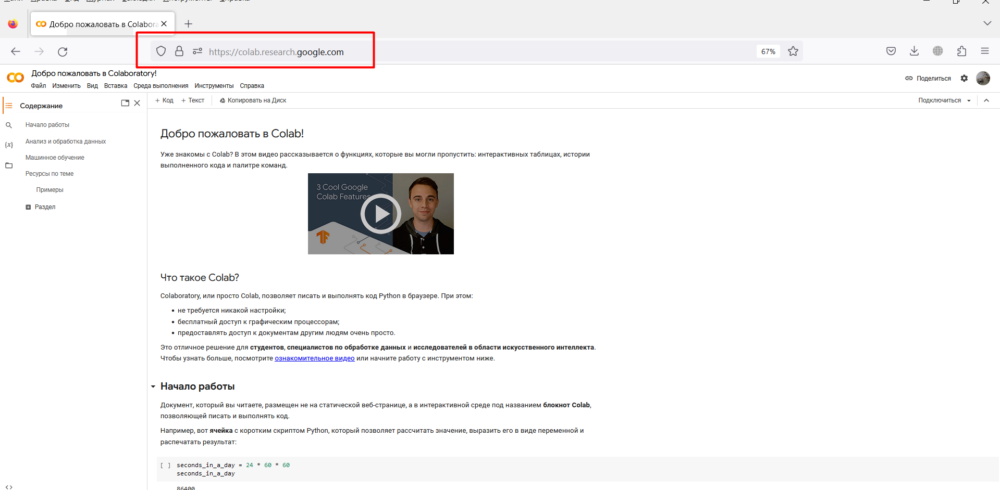 Правка Вид Журнал Закладки Инструменты Справка
Добро пожаловать в Colabora
https://colab.research.google.com
67%
Добро пожаловать в Colaboratory!
Файл Изменить Вид Вставка Среда выполнения Инструменты Справка
Поделиться
Содержание
+ Код + Текст Копировать на Диск
Подключиться
Начало работы
Анализ и обработка данных
Машинное обучение
Ресурсы по теме
Примеры
Раздел
Добро пожаловать в Colab!
Уже знакомы с Colab? В этом видео рассказывается о функциях, которые вы могли пропустить: интерактивных таблицах, истории
выполненного кода и палитре команд.
3 Cool Google
Colab Features
Что такое Colab?
Colaboratory, или просто Colab, позволяет писать и выполнять код Python в браузере. При этом:
• не требуется никакой настройки;
• бесплатный доступ к графическим процессорам;
• предоставлять доступ к документам другим людям очень просто.
Это отличное решение для студентов, специалистов по обработке данных и исследователей в области искусственного интеллекта.
Чтобы узнать больше, посмотрите ознакомительное видео или начните работу с инструментом ниже.
Начало работы
Документ, который вы читаете, размещен не на статической веб-странице, а в интерактивной среде под названием блокнот Colab,
позволяющей писать и выполнять код.
Например, вот ячейка с коротким скриптом Python, который позволяет рассчитать значение, выразить его в виде переменной и
распечатать результат:
[ ] seconds_in_a_day = 24 * 60 * 60
seconds_in_a_day
86400